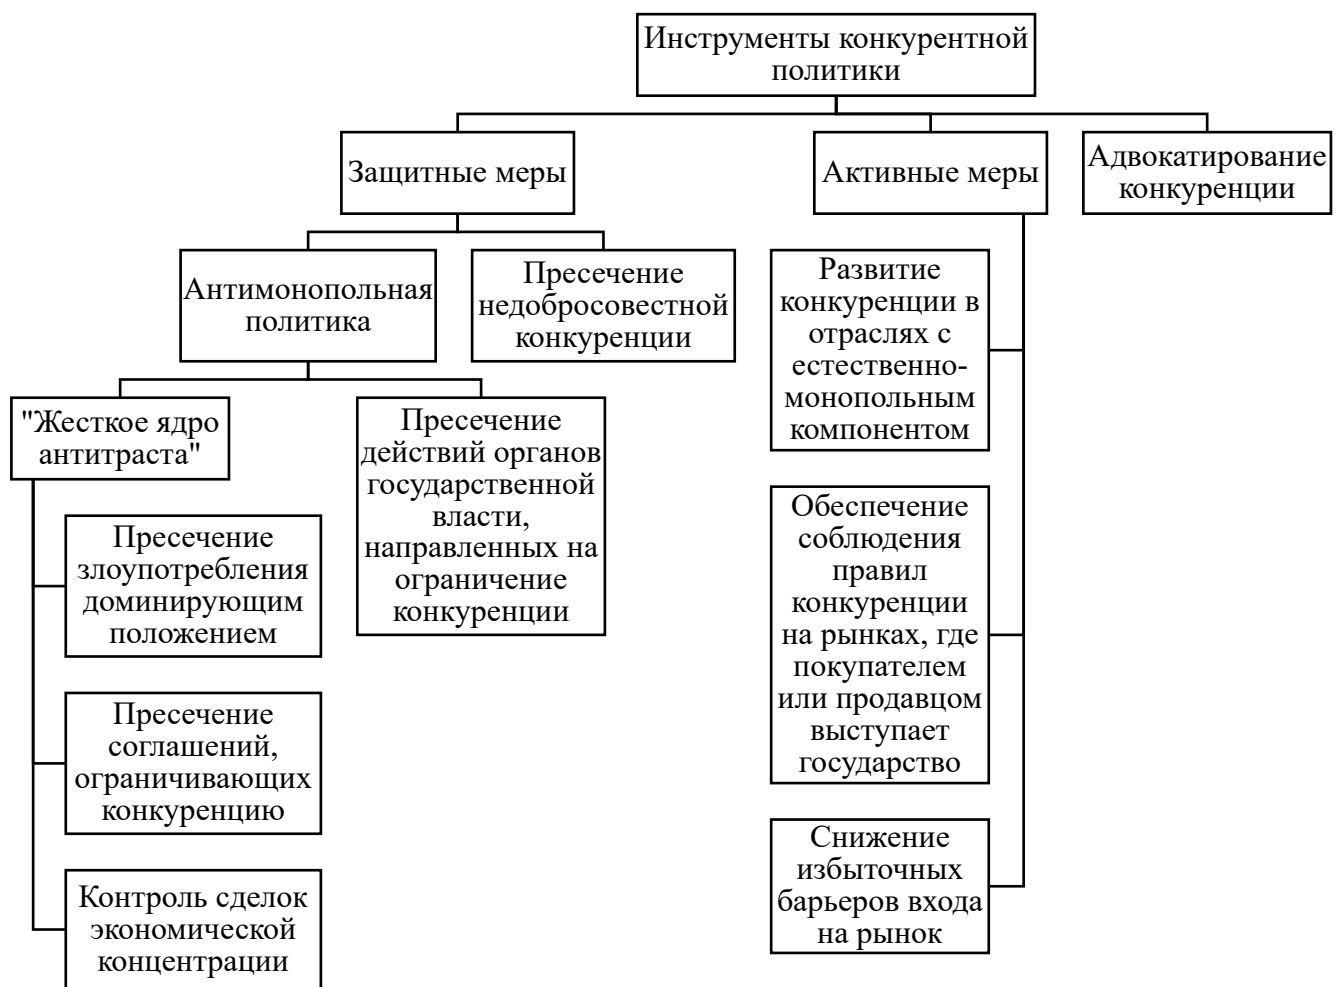 Инструменты конкурентной
политики
Защитные меры
Активные меры
Адвокатирование
конкуренции
Антимонопольная
политика
Пресечение
недобросовестной
конкуренции
Развитие
конкуренции в
отраслях с
естественно-
монопольным
компонентом
"Жесткое ядро
антитраста"
Пресечение
действий органов
государственной
власти,
направленных на
ограничение
конкуренции
Обеспечение
соблюдения
правил
конкуренции
на рынках, где
покупателем
или продавцом
выступает
государство
Пресечение
злоупотребления
доминирующим
положением
Пресечение
соглашений,
ограничивающих
конкуренцию
Снижение
избыточных
барьеров входа
на рынок
Контроль сделок
экономической
концентрации